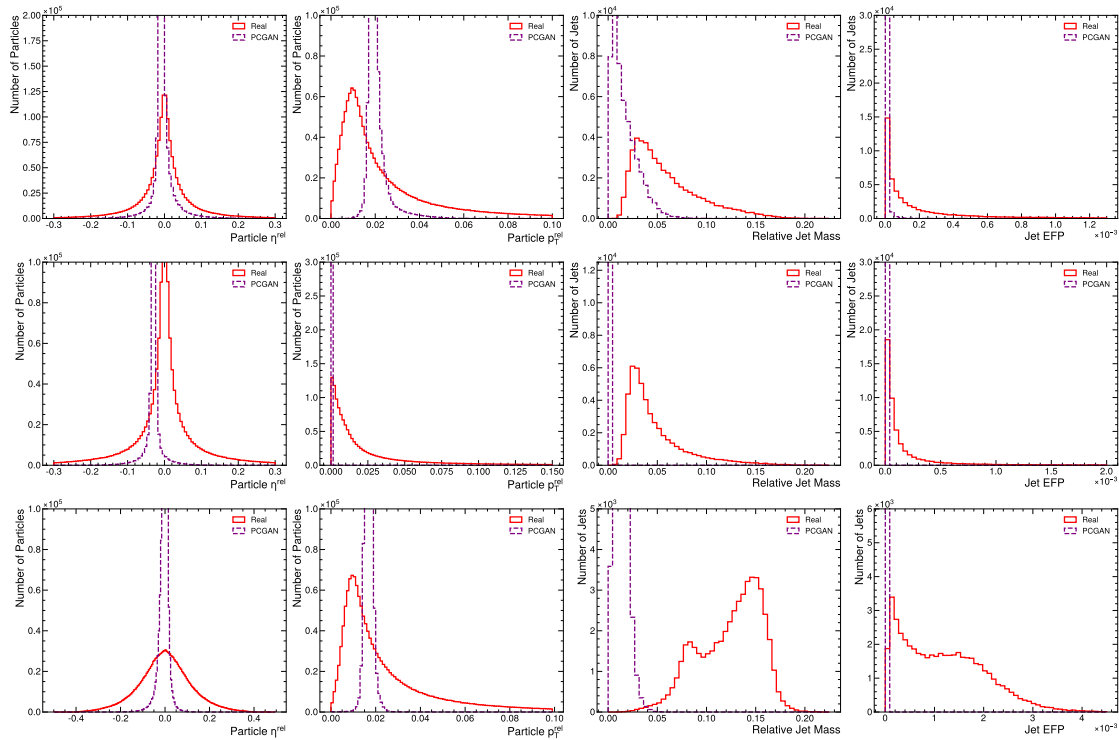 Number of Particles
×10⁵
2.00
1.75
1.50
1.25
1.00
0.75
0.50
0.25
0.00
Real
PCGAN
−0.3 −0.2 −0.1 0.0 0.1 0.2 0.3
Particle ηʳᵉˡ
Number of Particles
×10⁵
1.0
0.8
0.6
0.4
0.2
0.0
Real
PCGAN
0.00 0.02 0.04 0.06 0.08 0.10
Particle p_T^rel
Number of Jets
×10⁴
1.0
0.8
0.6
0.4
0.2
0.0
Real
PCGAN
0.00 0.05 0.10 0.15 0.20
Relative Jet Mass
Number of Jets
×10⁴
3.0
2.5
2.0
1.5
1.0
0.5
0.0
Real
PCGAN
0.0 0.2 0.4 0.6 0.8 1.0 1.2
×10⁻³
Jet EFP
Number of Particles
×10⁵
1.0
0.8
0.6
0.4
0.2
0.0
Real
PCGAN
−0.3 −0.2 −0.1 0.0 0.1 0.2 0.3
Particle ηʳᵉˡ
Number of Particles
×10⁵
3.0
2.5
2.0
1.5
1.0
0.5
0.0
Real
PCGAN
0.000 0.025 0.050 0.075 0.100 0.125 0.150
Particle p_T^rel
Number of Jets
×10⁴
1.2
1.0
0.8
0.6
0.4
0.2
0.0
Real
PCGAN
0.00 0.05 0.10 0.15 0.20
Relative Jet Mass
Number of Jets
×10⁴
3.0
2.5
2.0
1.5
1.0
0.5
0.0
Real
PCGAN
0.0 0.5 1.0 1.5 2.0
×10⁻³
Jet EFP
Number of Particles
×10⁵
1.0
0.8
0.6
0.4
0.2
0.0
Real
PCGAN
−0.4 −0.2 0.0 0.2 0.4
Particle ηʳᵉˡ
Number of Particles
×10⁵
1.0
0.8
0.6
0.4
0.2
0.0
Real
PCGAN
0.00 0.02 0.04 0.06 0.08 0.10
Particle p_T^rel
Number of Jets
×10³
5
4
3
2
1
0
Real
PCGAN
0.00 0.05 0.10 0.15 0.20
Relative Jet Mass
Number of Jets
×10³
6
5
4
3
2
1
0
Real
PCGAN
0 1 2 3 4
×10⁻³
Jet EFP